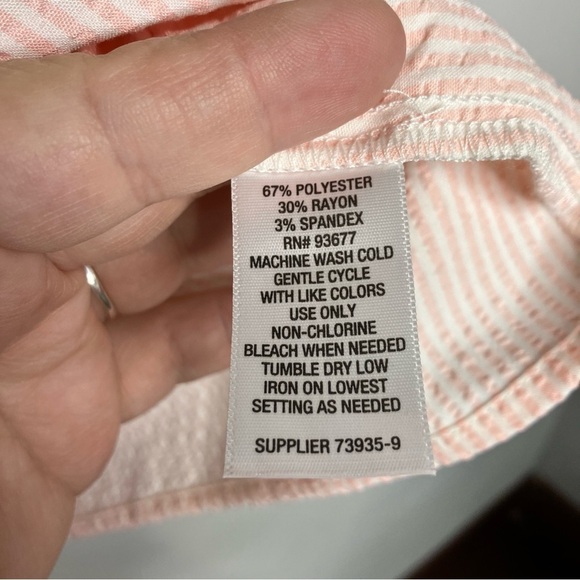 67% POLYESTER
30% RAYON
3% SPANDEX
RN# 93677
MACHINE WASH COLD
GENTLE CYCLE
WITH LIKE COLORS
USE ONLY
NON-CHLORINE
BLEACH WHEN NEEDED
TUMBLE DRY LOW
IRON ON LOWEST
SETTING AS NEEDED
SUPPLIER 73935-9